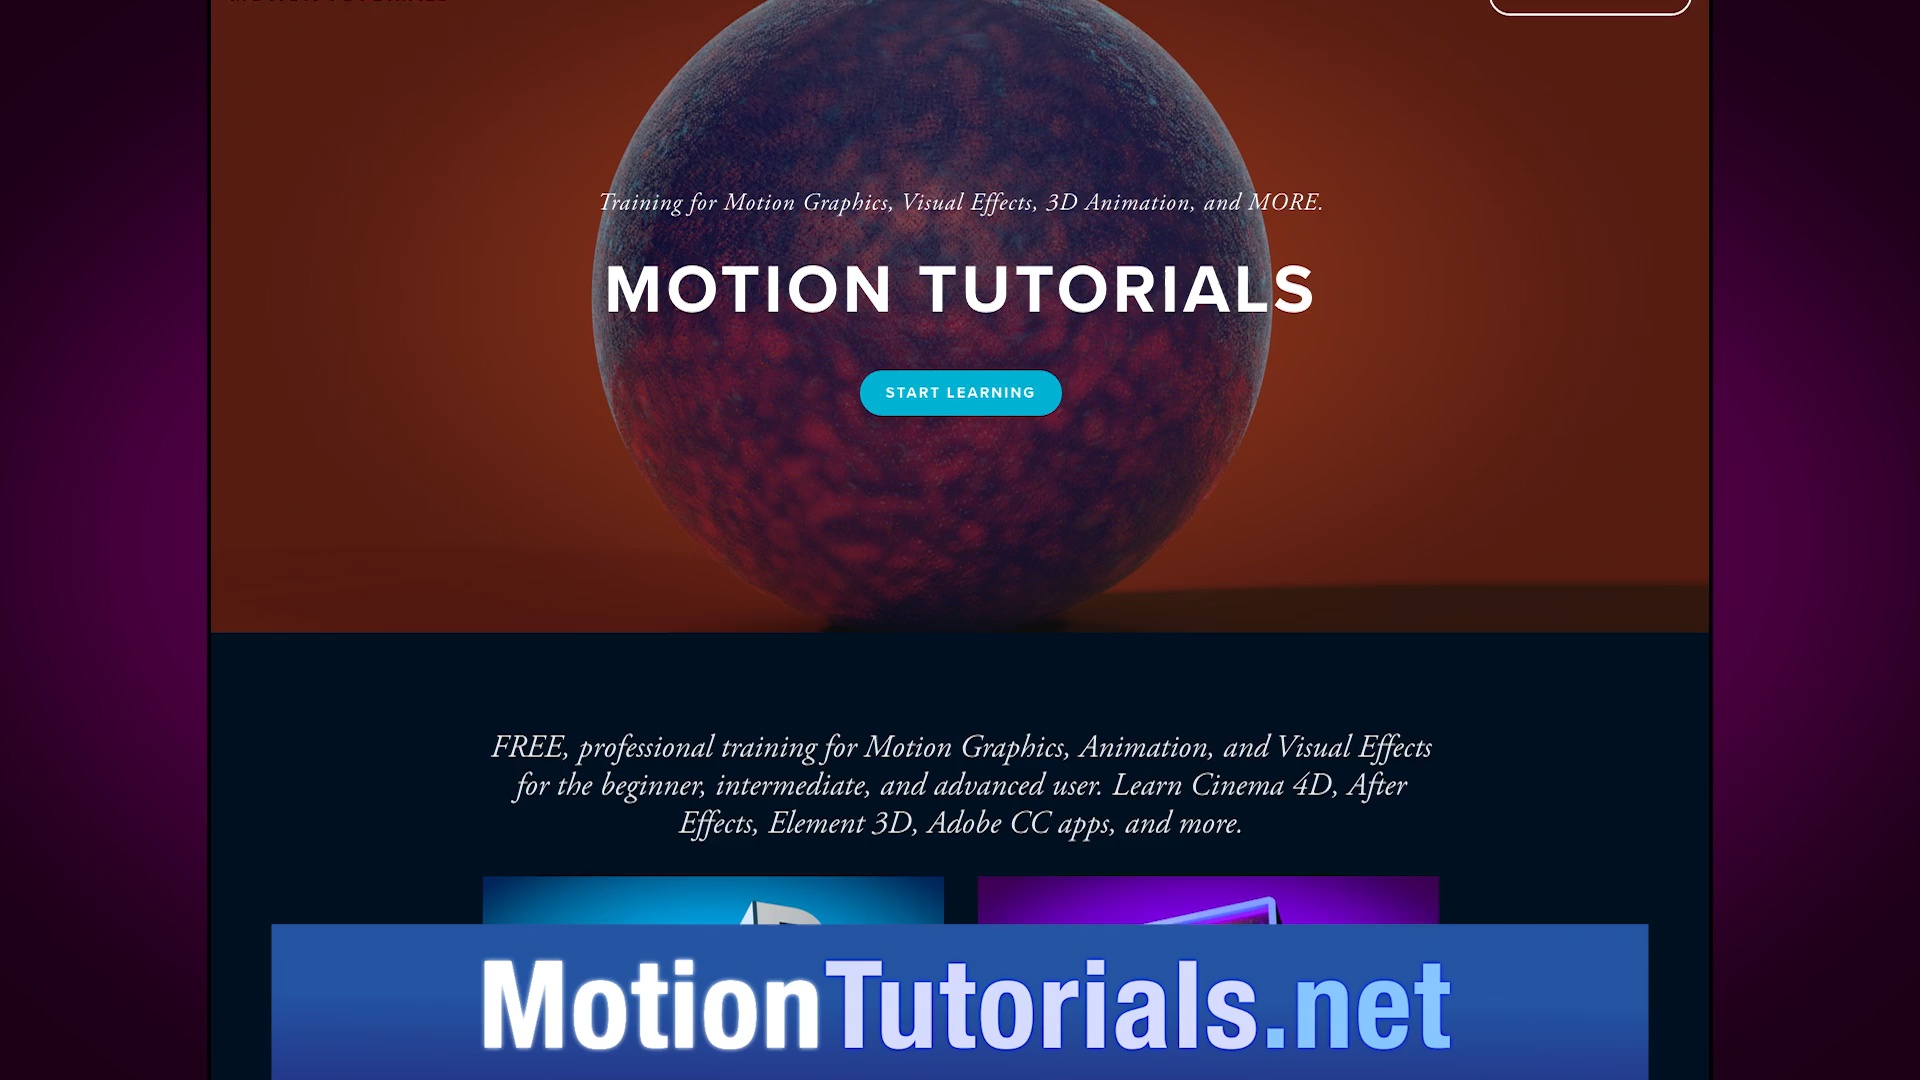 Training for Motion Graphics, Visual Effects, 3D Animation, and MORE.
MOTION TUTORIALS
START LEARNING
FREE, professional training for Motion Graphics, Animation, and Visual Effects
for the beginner, intermediate, and advanced user. Learn Cinema 4D, After
Effects, Element 3D, Adobe CC apps, and more.
MotionTutorials.net